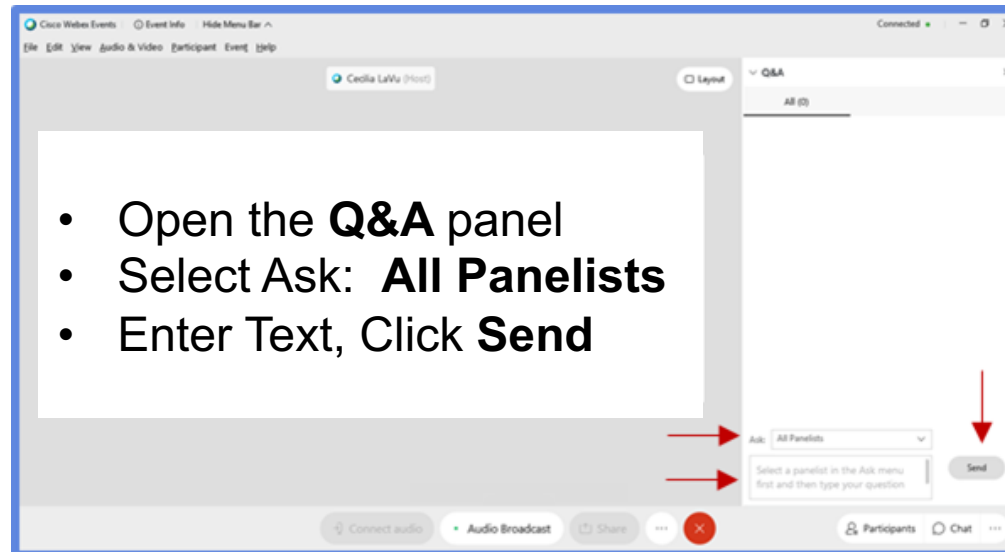 Cisco Webex Events Event Info Hide Menu Bar Connected
File Edit View Audio & Video Participant Event Help
Cecilia LaVu (Host)
Layout
Q&A
All (0)
• Open the Q&A panel
• Select Ask: All Panelists
• Enter Text, Click Send
Ask: All Panelists
Select a panelist in the Ask menu
first and then type your question
Send
Connect audio Audio Broadcast Share ... Participants Chat ...